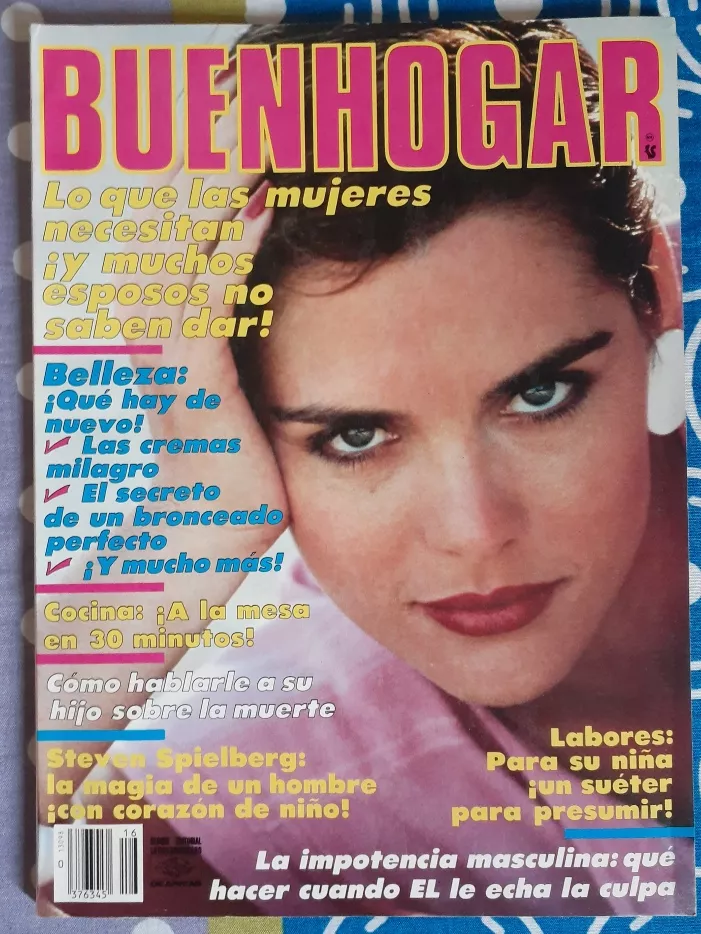 BUENHOGAR
Lo que las mujeres
necesitan
¡y muchos
esposos no
saben dar!
Belleza:
¡Qué hay de
nuevo!
✓ Las cremas
milagro
✓ El secreto
de un bronceado
perfecto
✓ ¡Y mucho más!
Cocina: ¡A la mesa
en 30 minutos!
Cómo hablarle a su
hijo sobre la muerte
Steven Spielberg:
la magia de un hombre
¡con corazón de niño!
Labores:
Para su niña
¡un suéter
para presumir!
La impotencia masculina: qué
hacer cuando EL le echa la culpa
16
0
376345